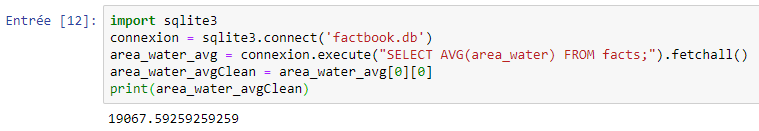 Entrée [12]: import sqlite3
connexion = sqlite3.connect('factbook.db')
area_water_avg = connexion.execute("SELECT AVG(area_water) FROM facts;").fetchall()
area_water_avgClean = area_water_avg[0][0]
print(area_water_avgClean)
19067.59259259259